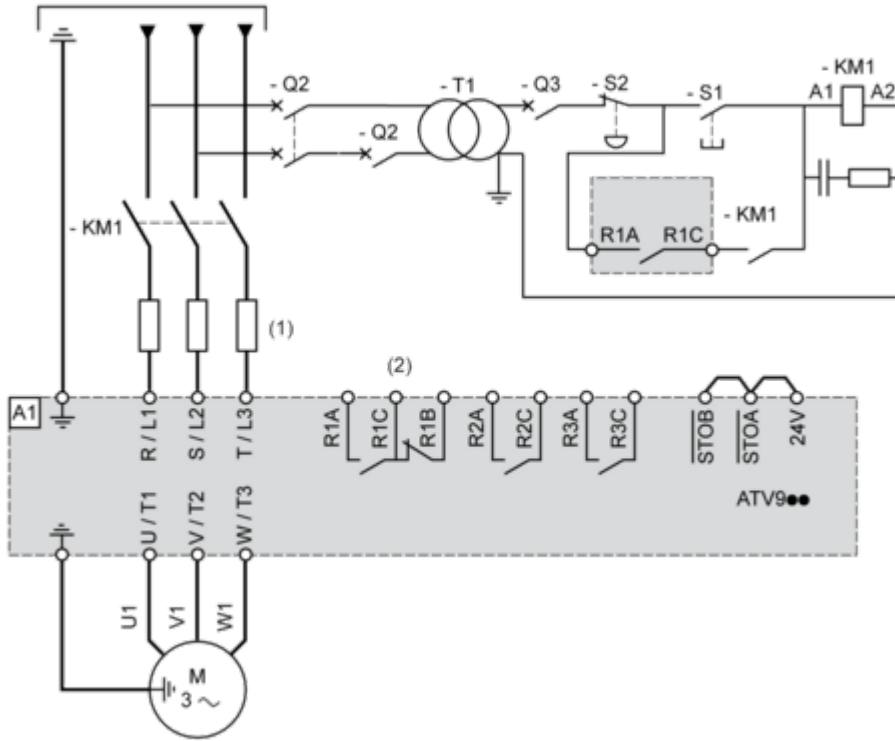 - Q2
- T1
- Q3
- S2
- S1
- KM1
A1
A2
- Q2
- KM1
R1A
R1C
- KM1
(1)
(2)
A1
R / L1
S / L2
T / L3
R1A
R1C
R1B
R2A
R2C
R3A
R3C
STOB
STOA
24V
U / T1
V / T2
W / T3
ATV9●●
U1
V1
W1
M
3 ~